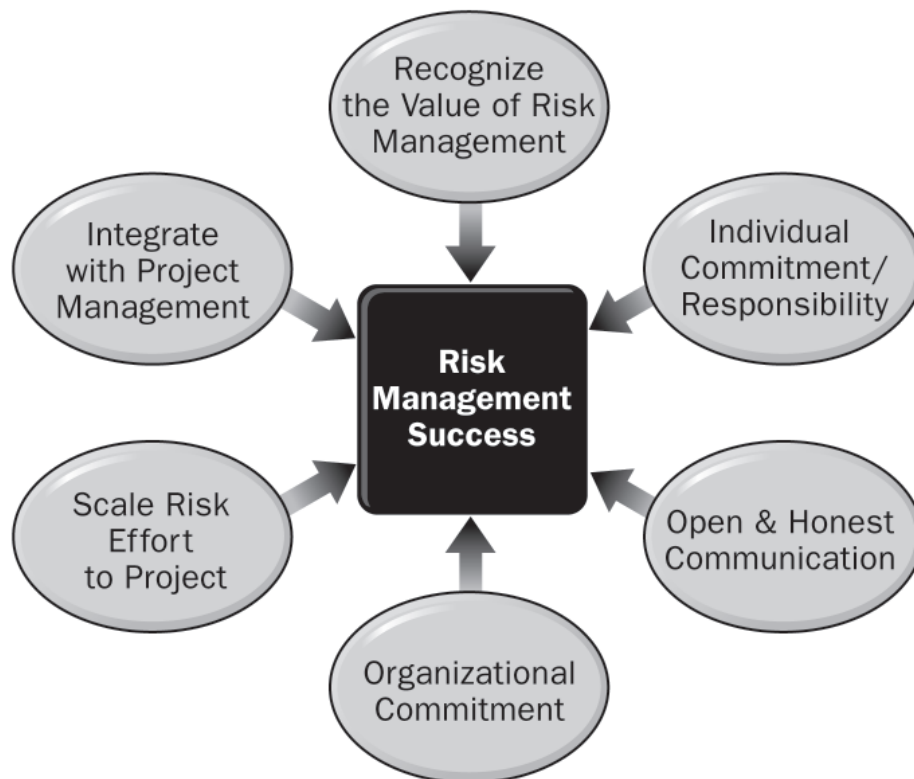 Recognize
the Value of Risk
Management
Individual
Commitment/
Responsibility
Open & Honest
Communication
Organizational
Commitment
Scale Risk
Effort
to Project
Integrate
with Project
Management
Risk
Management
Success